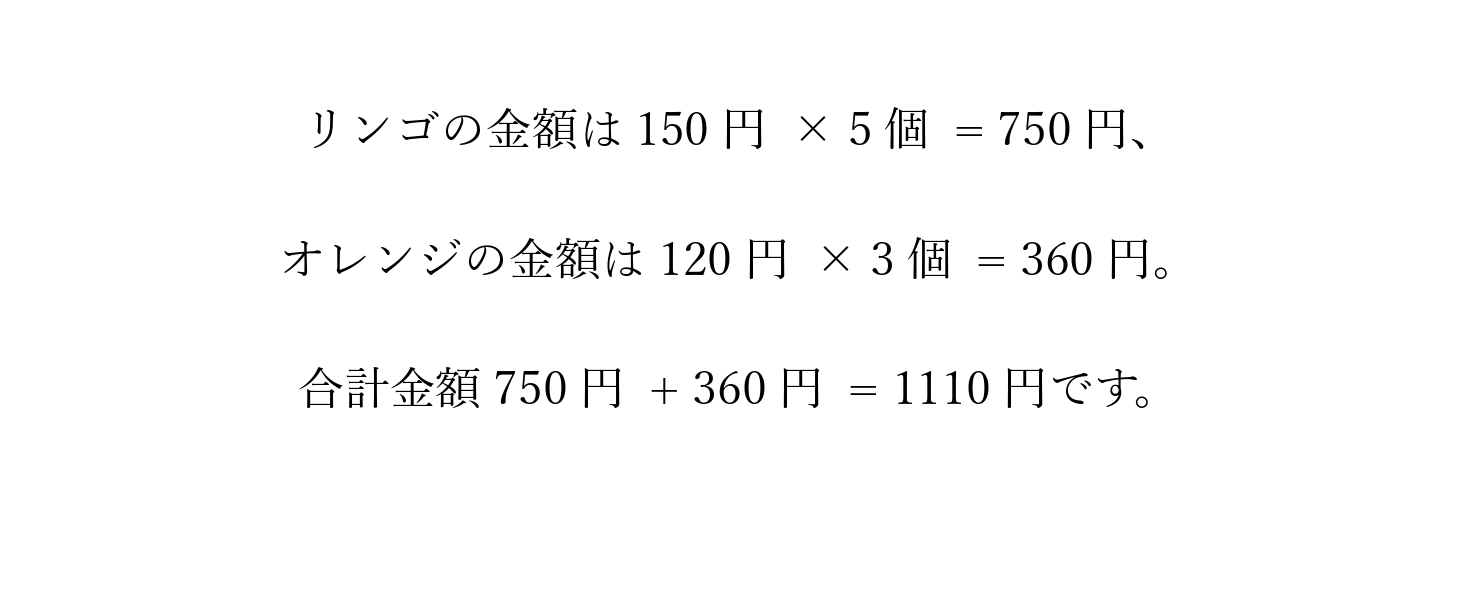 リンゴの金額は 150 円 × 5 個 = 750 円、
オレンジの金額は 120 円 × 3 個 = 360 円。
合計金額 750 円 + 360 円 = 1110 円です。